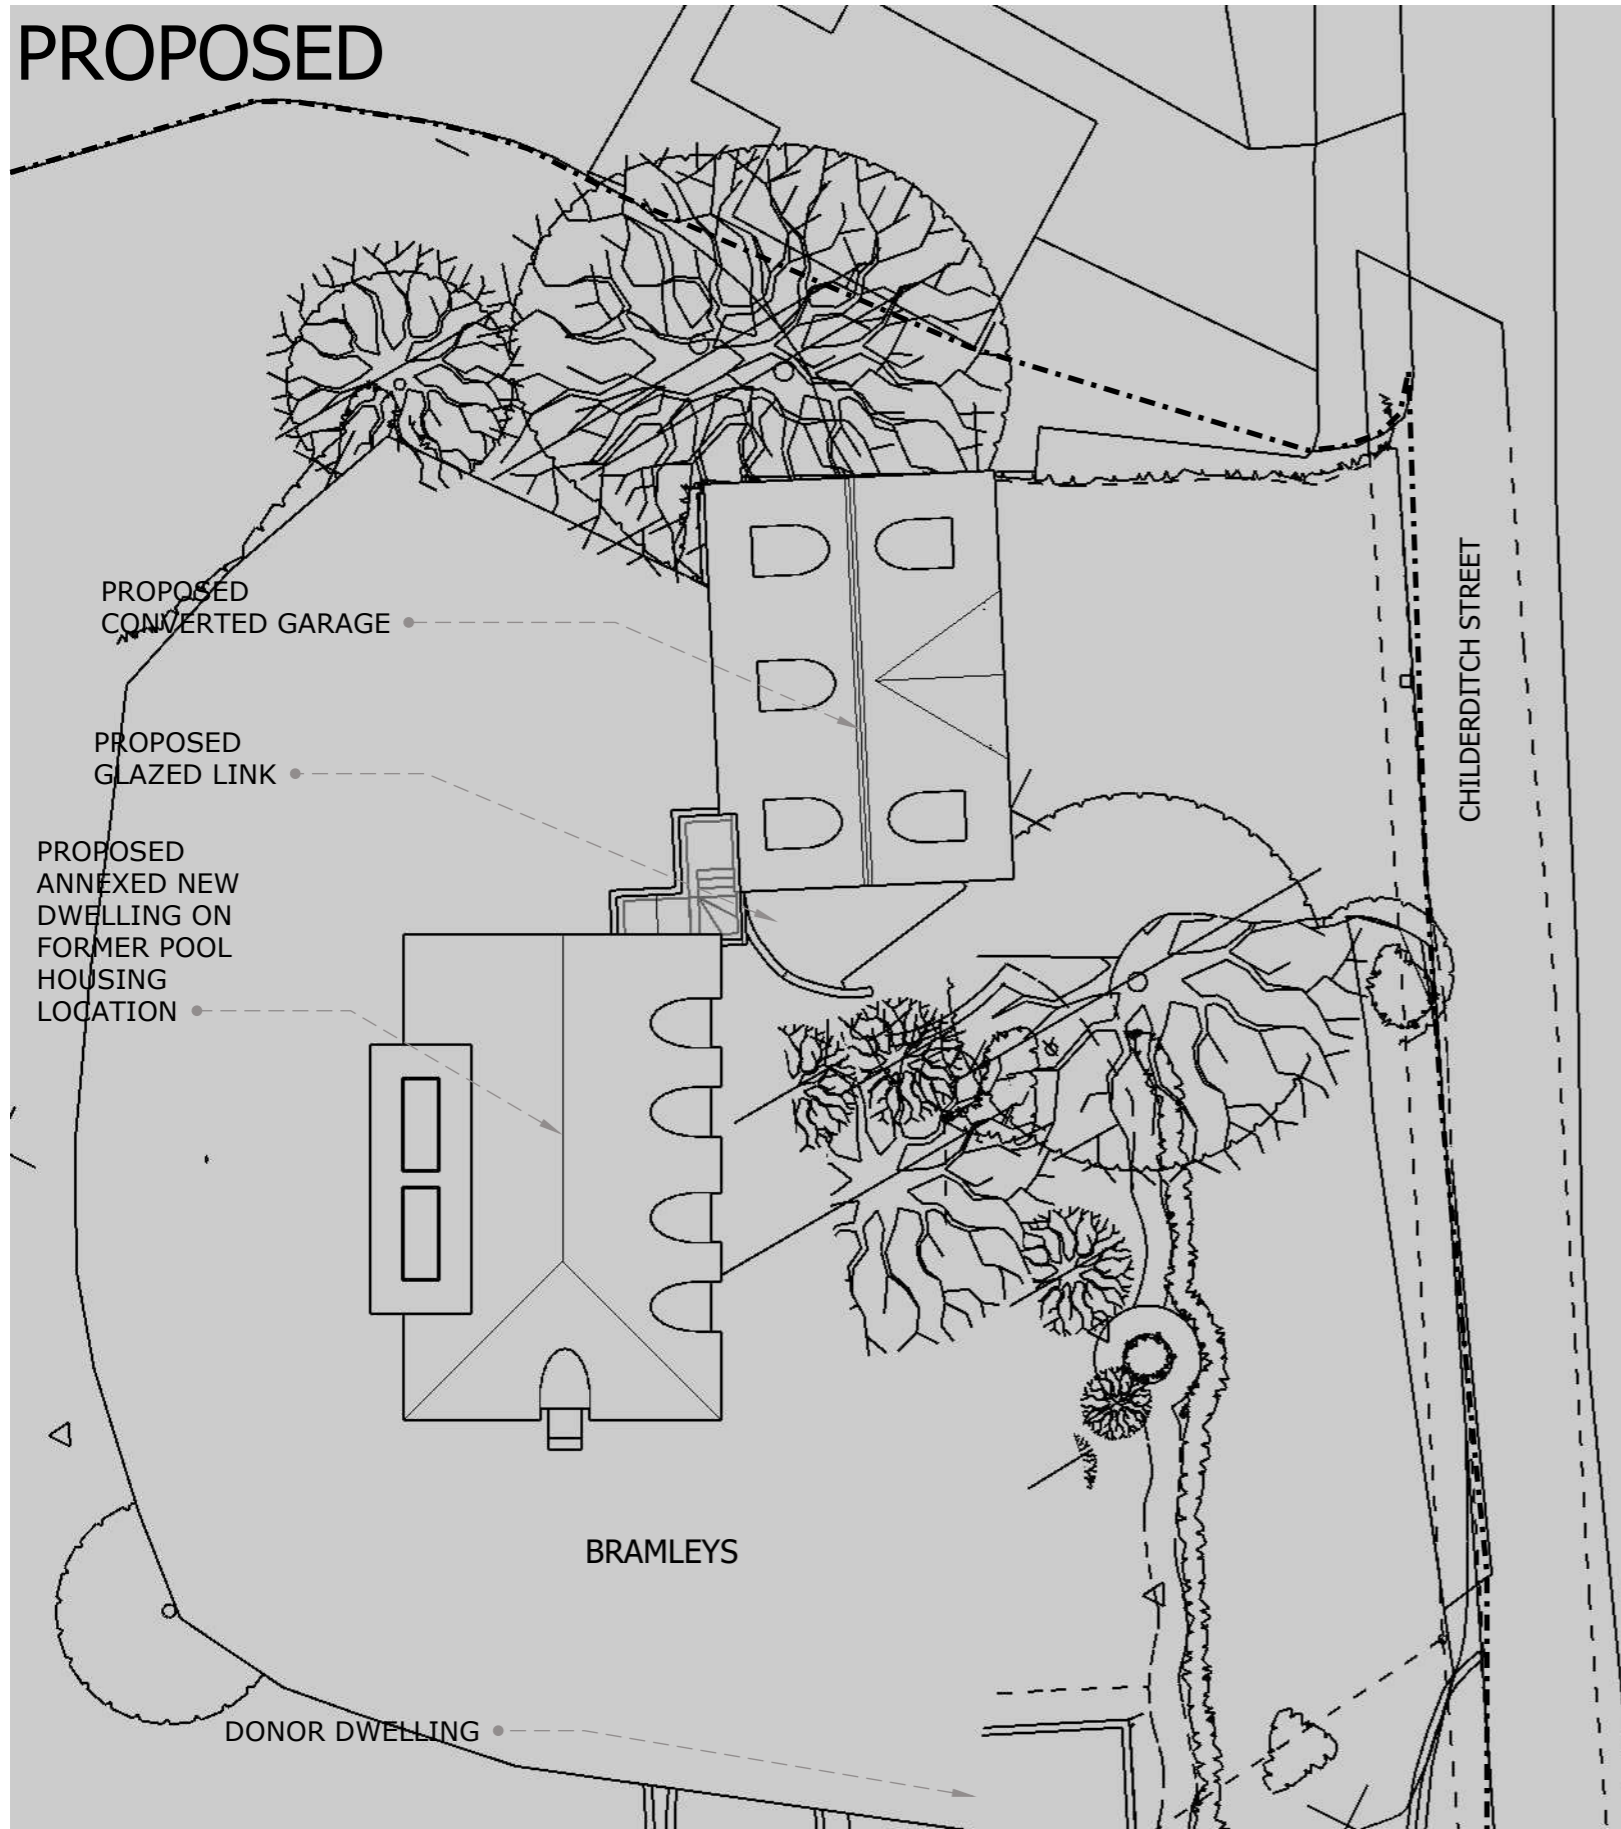 PROPOSED
PROPOSED
CONVERTED GARAGE
PROPOSED
GLAZED LINK
PROPOSED
ANNEXED NEW
DWELLING ON
FORMER POOL
HOUSING
LOCATION
CHILDERDITCH STREET
BRAMLEYS
DONOR DWELLING